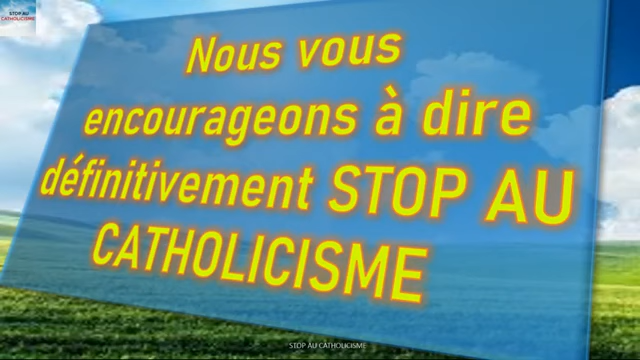 STOP AU
CATHOLICISME
Nous vous
encourageons à dire
définitivement STOP AU
CATHOLICISME
STOP AU CATHOLICISME